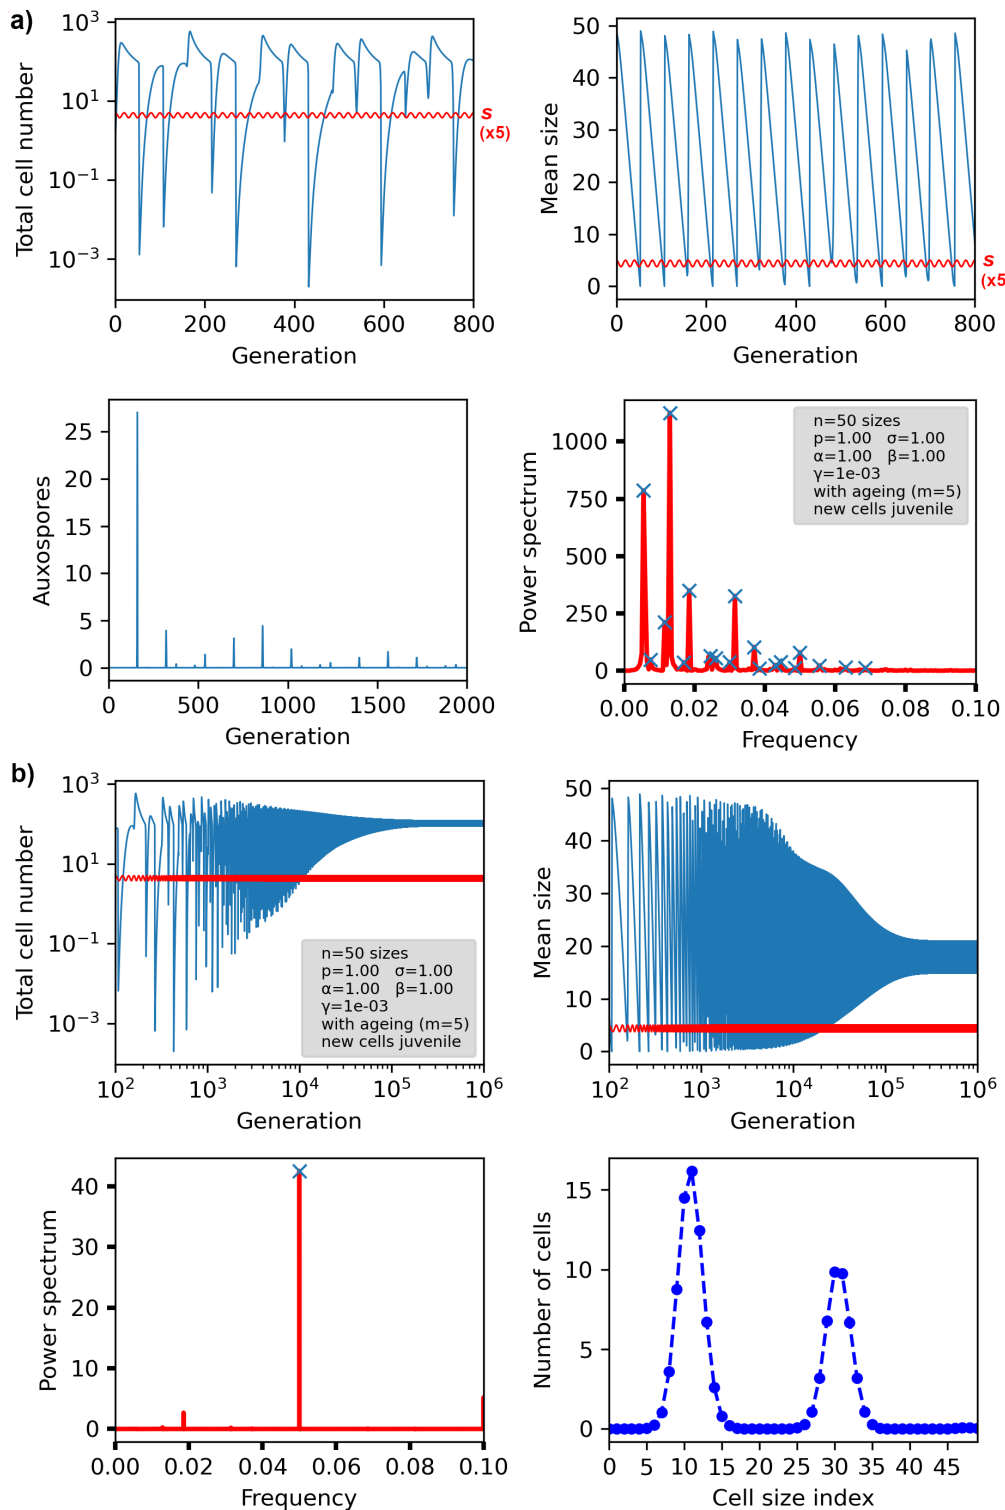 a)
Total cell number
10³
10¹
10⁻¹
10⁻³
0 200 400 600 800
Generation
s
(x5)
Mean size
50
40
30
20
10
0
0 200 400 600 800
Generation
s
(x5
Auxospores
25
20
15
10
5
0
0 500 1000 1500 2000
Generation
Power spectrum
1000
750
500
250
0
n=50 sizes
p=1.00 σ=1.00
α=1.00 β=1.00
γ=1e-03
with ageing (m=5)
new cells juvenile
0.00 0.02 0.04 0.06 0.08 0.10
Frequency
b)
Total cell number
10³
10¹
10⁻¹
10⁻³
n=50 sizes
p=1.00 σ=1.00
α=1.00 β=1.00
γ=1e-03
with ageing (m=5)
new cells juvenile
10² 10³ 10⁴ 10⁵ 10⁶
Generation
Mean size
50
40
30
20
10
0
10² 10³ 10⁴ 10⁵ 10⁶
Generation
Power spectrum
40
30
20
10
0
0.00 0.02 0.04 0.06 0.08 0.10
Frequency
Number of cells
15
10
5
0
0 5 10 15 20 25 30 35 40 45
Cell size index